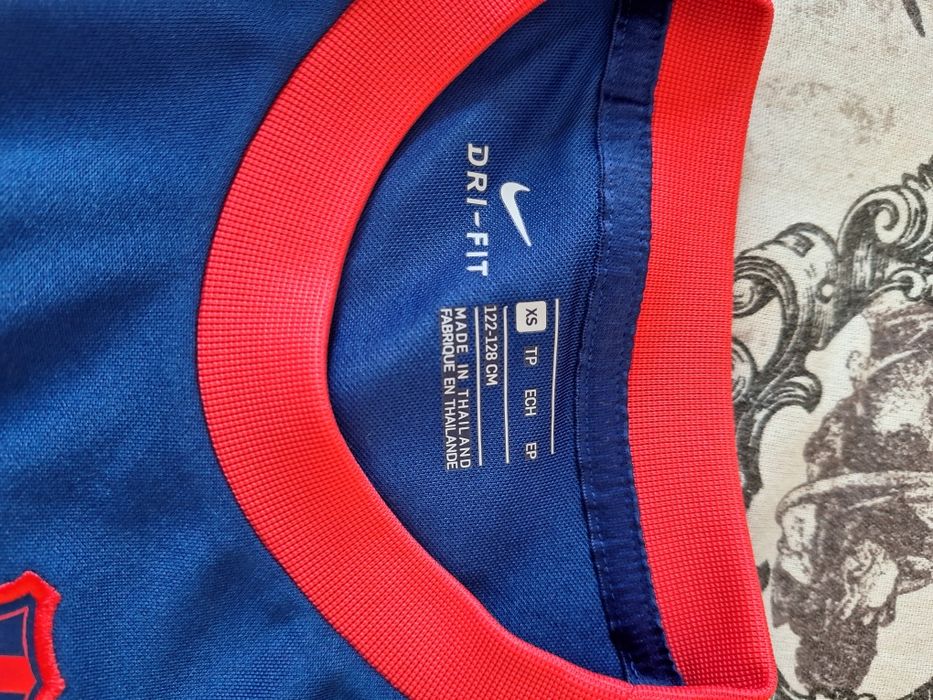 DRI-FIT
XS TP ECH EP
122-128 CM
MADE IN THAILAND
FABRIQUE EN THAILANDE